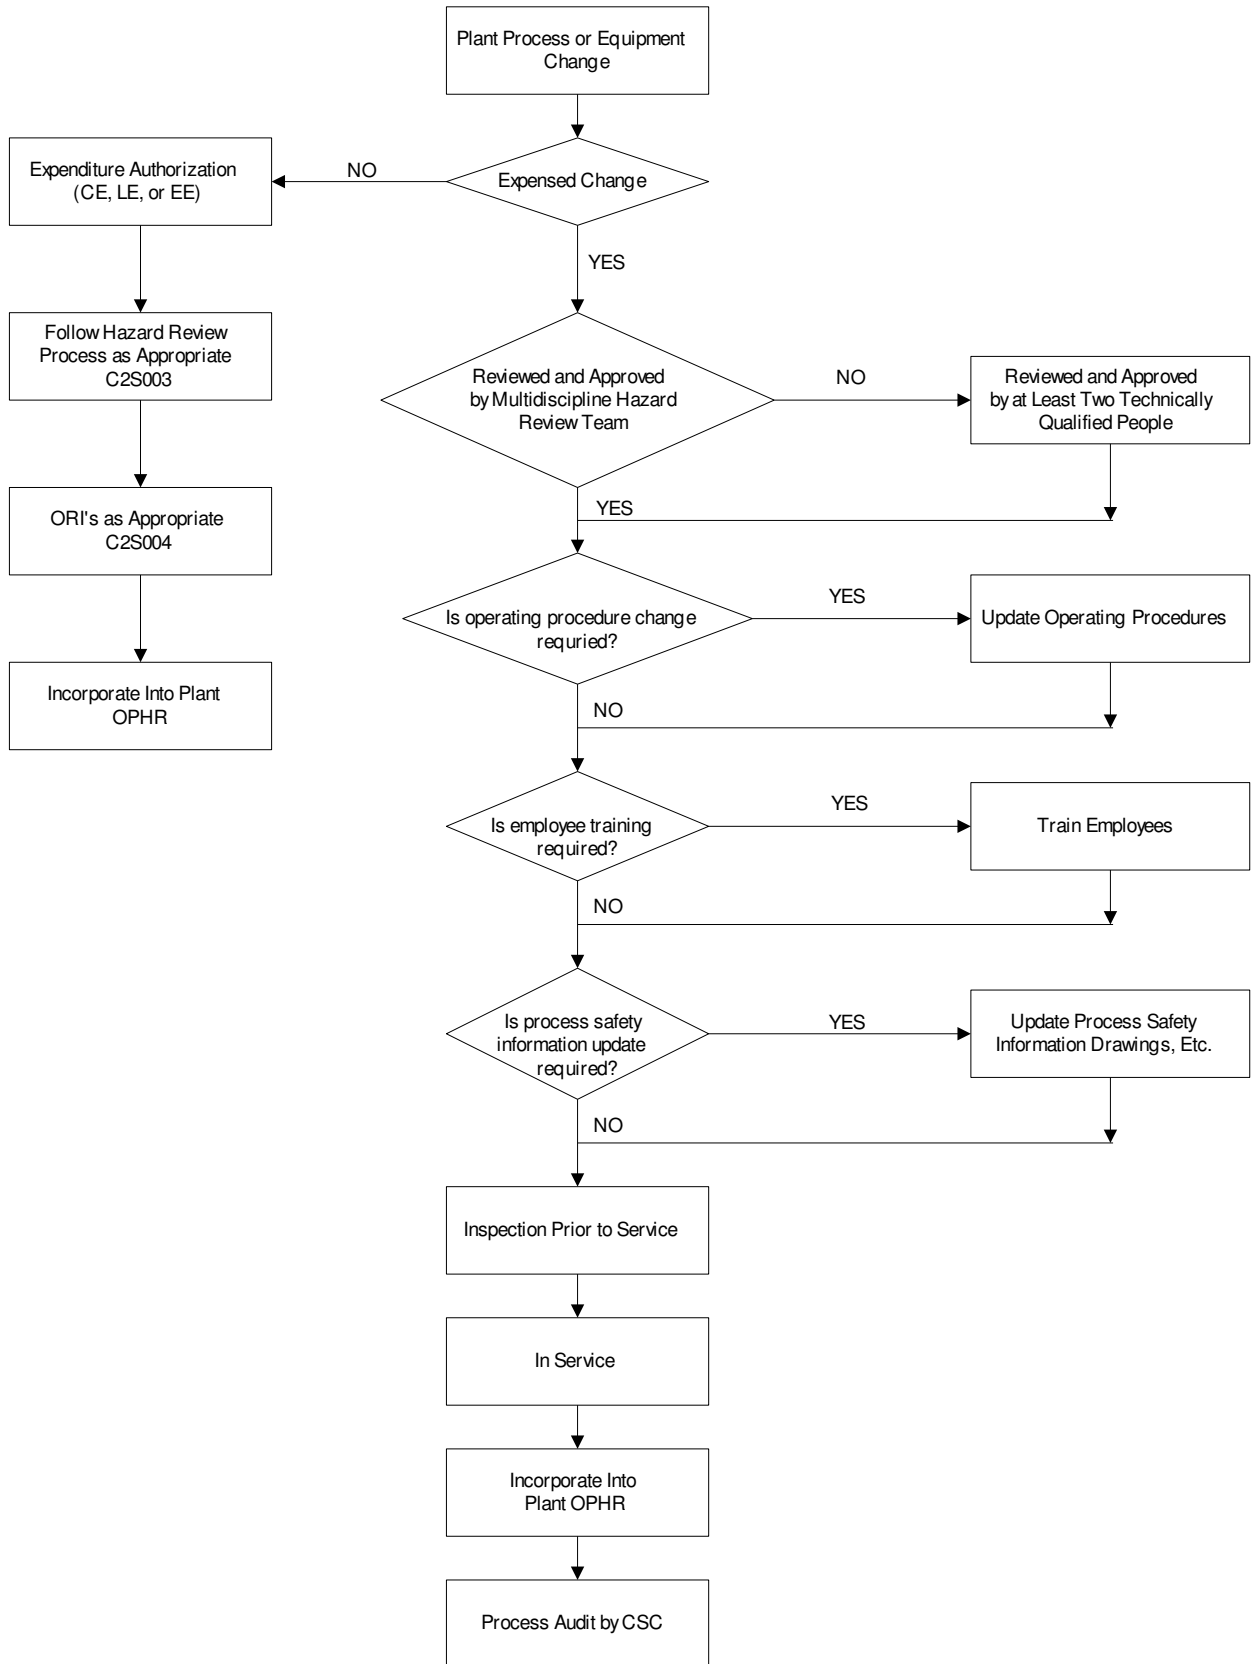 Plant Process or Equipment
Change
Expenditure Authorization
(CE, LE, or EE)
NO
Expensed Change
YES
Follow Hazard Review
Process as Appropriate
C2S003
Reviewed and Approved
by Multidiscipline Hazard
Review Team
NO
Reviewed and Approved
by at Least Two Technically
Qualified People
YES
ORI's as Appropriate
C2S004
Is operating procedure change
requried?
YES
Update Operating Procedures
NO
Incorporate Into Plant
OPHR
Is employee training
required?
YES
Train Employees
NO
Is process safety
information update
required?
YES
Update Process Safety
Information Drawings, Etc.
NO
Inspection Prior to Service
In Service
Incorporate Into
Plant OPHR
Process Audit by CSC